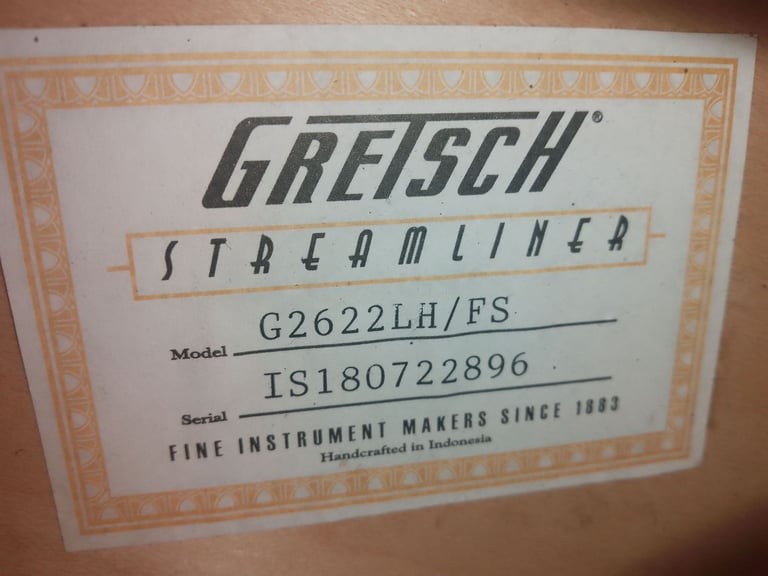 GRETSCH®
STREAMLINER
Model G2622LH/FS
Serial IS180722896
FINE INSTRUMENT MAKERS SINCE 1883
Handcrafted in Indonesia